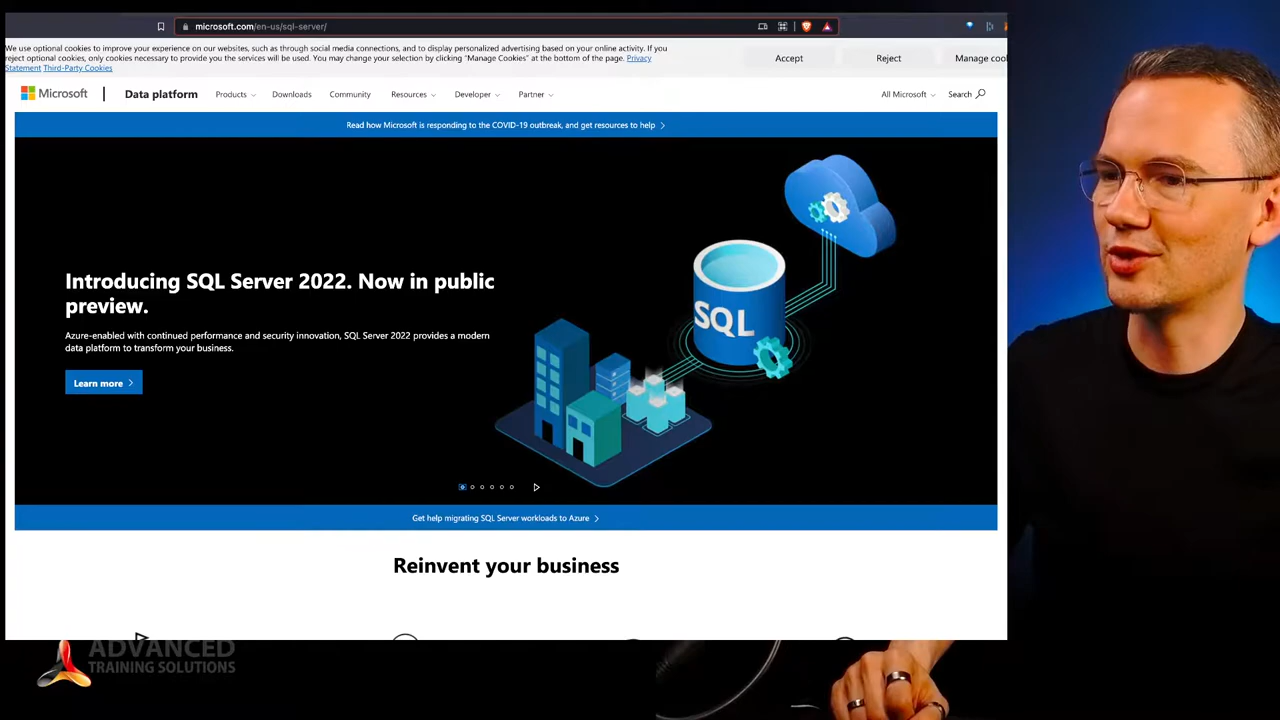 microsoft.com/en-us/sql-server/
We use optional cookies to improve your experience on our websites, such as through social media connections, and to display personalized advertising based on your online activity. If you
reject optional cookies, only cookies necessary to provide you the services will be used. You may change your selection by clicking "Manage Cookies" at the bottom of the page. Privacy
Statement Third-Party Cookies
Accept
Reject
Manage cool
Microsoft
Data platform
Products
Downloads
Community
Resources
Developer
Partner
All Microsoft
Search
Read how Microsoft is responding to the COVID-19 outbreak, and get resources to help
Introducing SQL Server 2022. Now in public
preview.
Azure-enabled with continued performance and security innovation, SQL Server 2022 provides a modern
data platform to transform your business.
Learn more
SQL
Get help migrating SQL Server workloads to Azure
Reinvent your business
ADVANCED
TRAINING SOLUTIONS